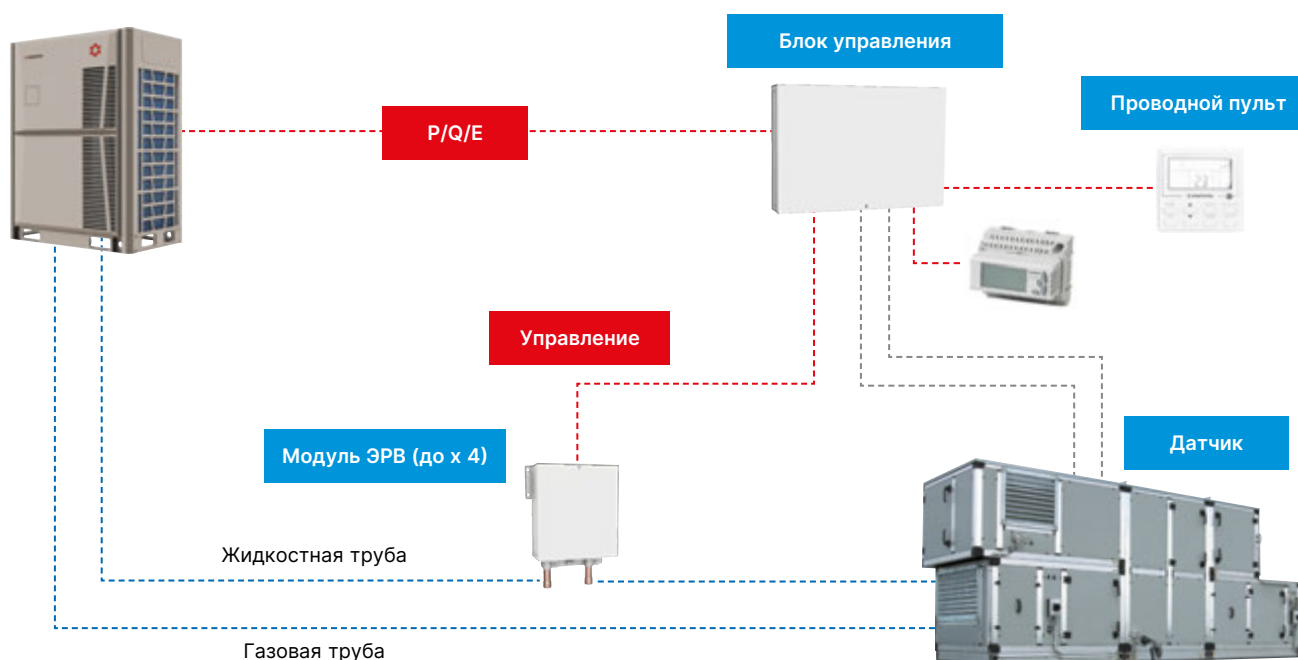 Блок управления
Проводной пульт
P/Q/E
Управление
Датчик
Модуль ЭРВ (до x 4)
Жидкостная труба
Газовая труба